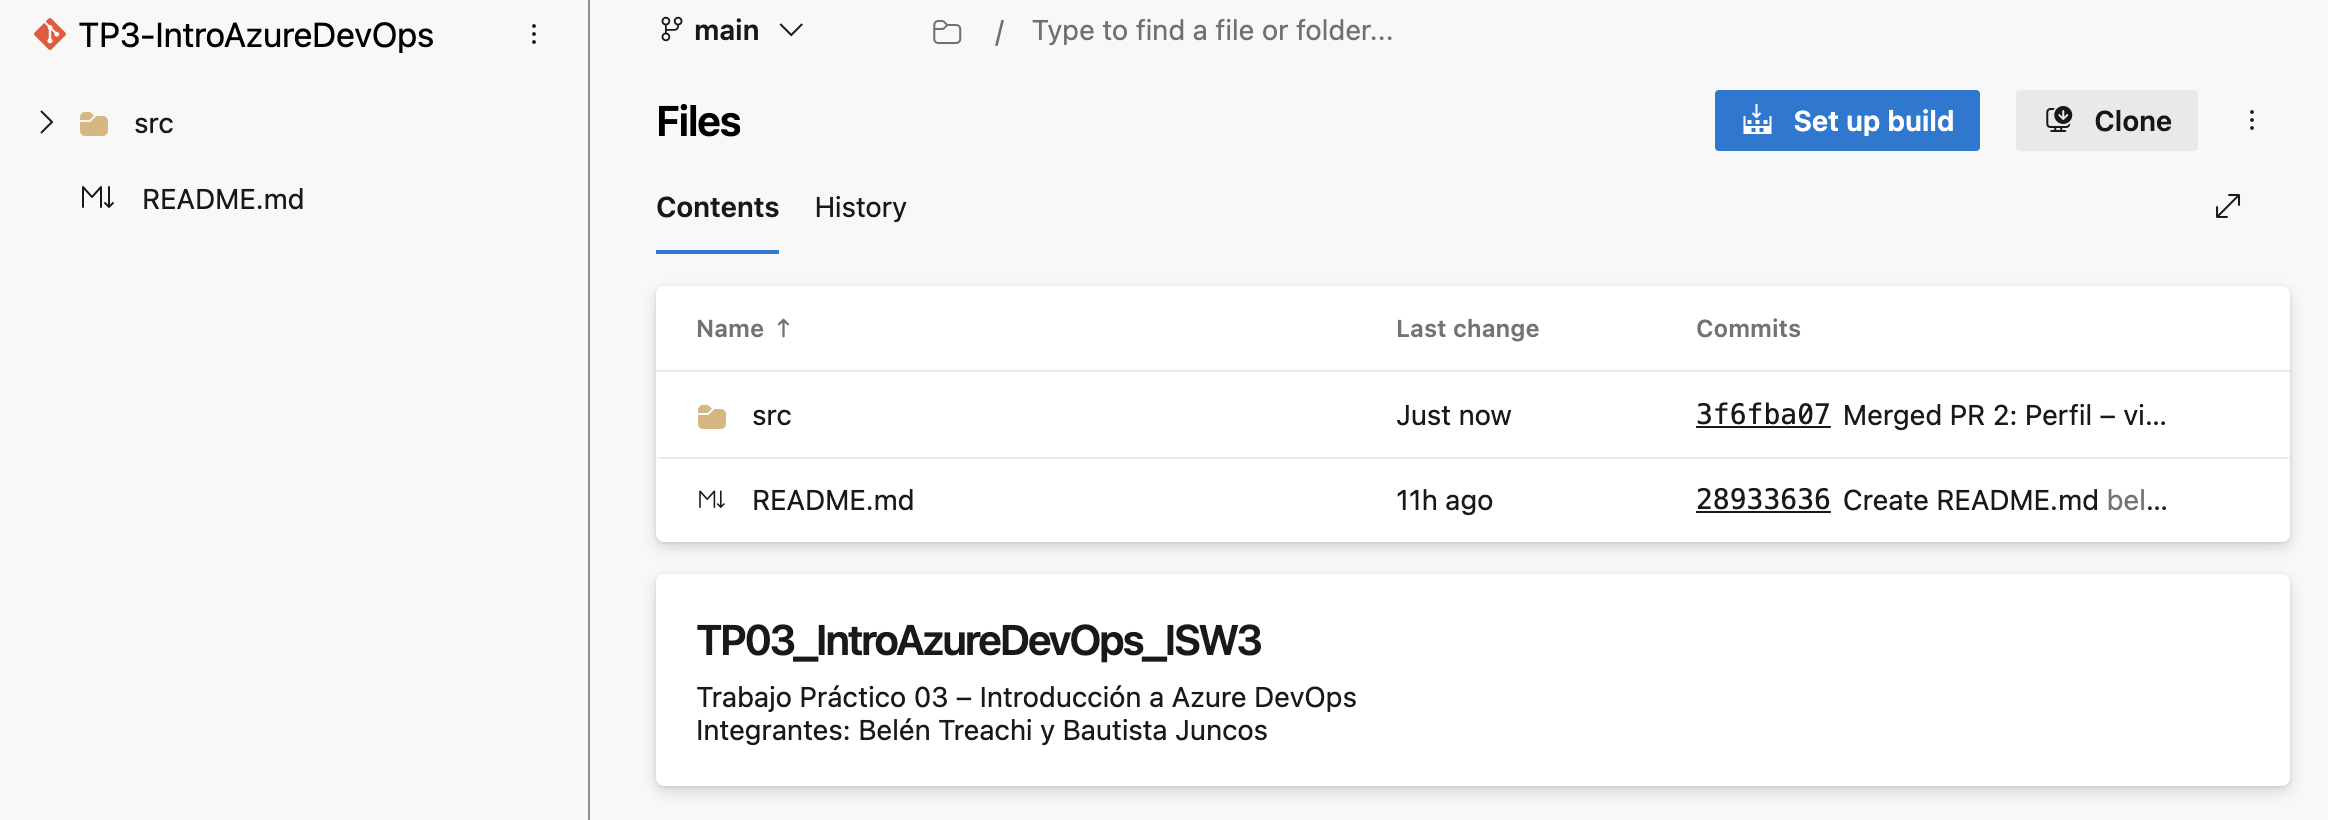 TP3-IntroAzureDevOps
src
README.md
main
/ Type to find a file or folder...
Files
Set up build
Clone
Contents History
Name ↑ Last change Commits
src Just now 3f6fba07 Merged PR 2: Perfil – vi...
README.md 11h ago 28933636 Create README.md bel...
TP03_IntroAzureDevOps_ISW3
Trabajo Práctico 03 – Introducción a Azure DevOps
Integrantes: Belén Treachi y Bautista Juncos